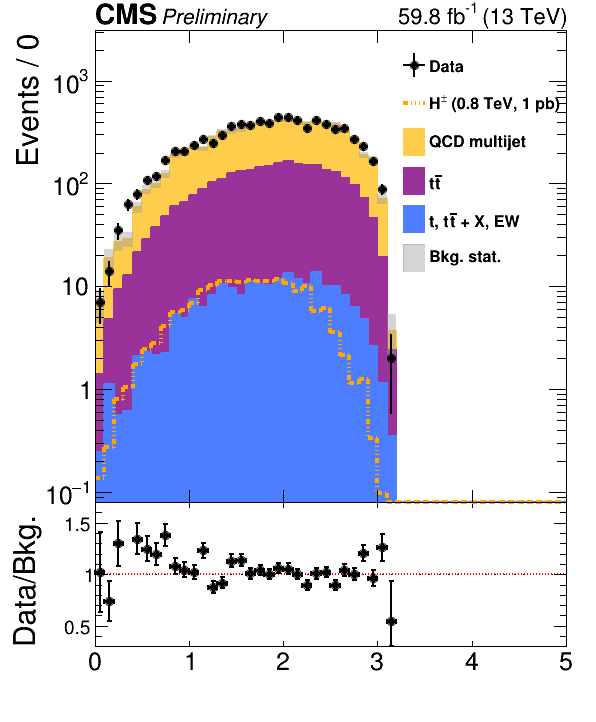 CMS Preliminary 59.8 fb⁻¹ (13 TeV)
Events / 0
10³
10²
10
1
10⁻¹
Data
H± (0.8 TeV, 1 pb)
QCD multijet
tt̄
t, tt̄ + X, EW
Bkg. stat.
Data/Bkg.
1.5
1
0.5
0 1 2 3 4 5